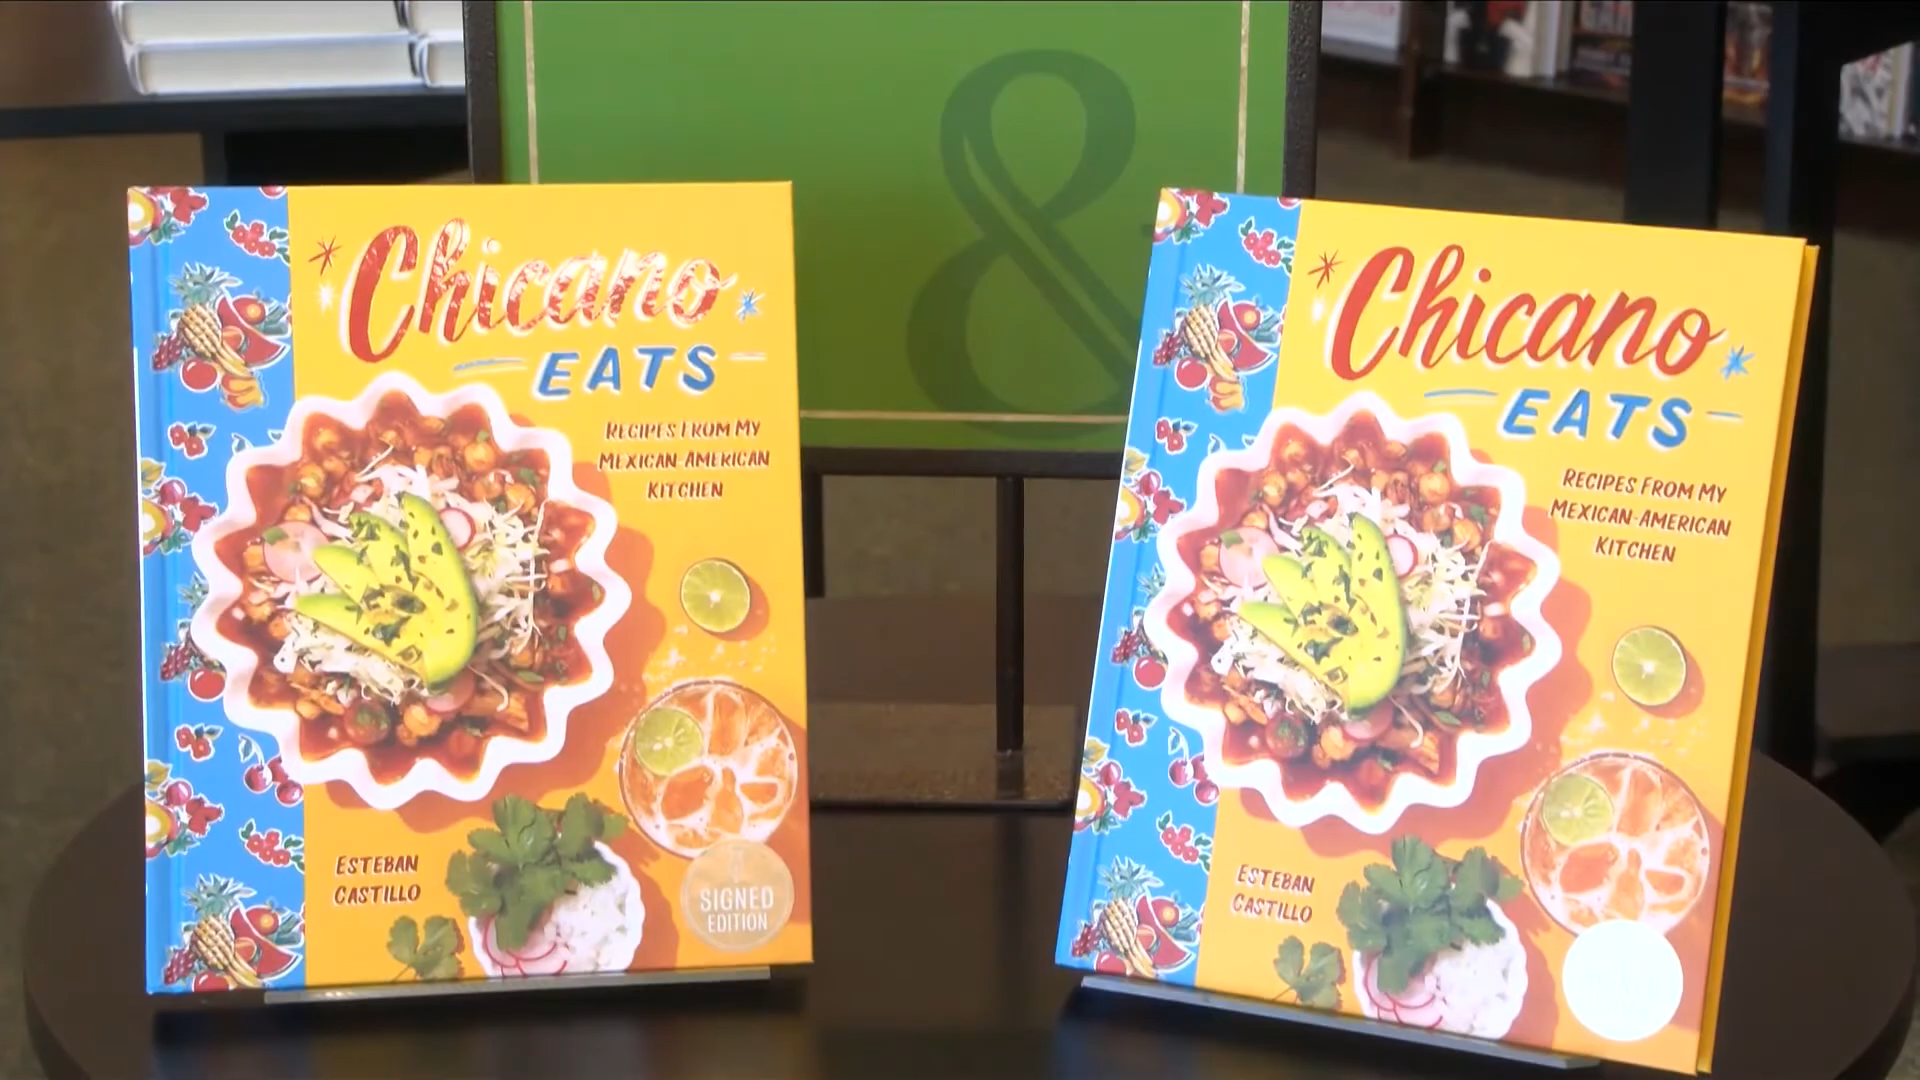 &
Chicano
EATS
RECIPES FROM MY
MEXICAN-AMERICAN
KITCHEN
ESTEBAN
CASTILLO
SIGNED
EDITION
Chicano
EATS
RECIPES FROM MY
MEXICAN-AMERICAN
KITCHEN
ESTEBAN
CASTILLO